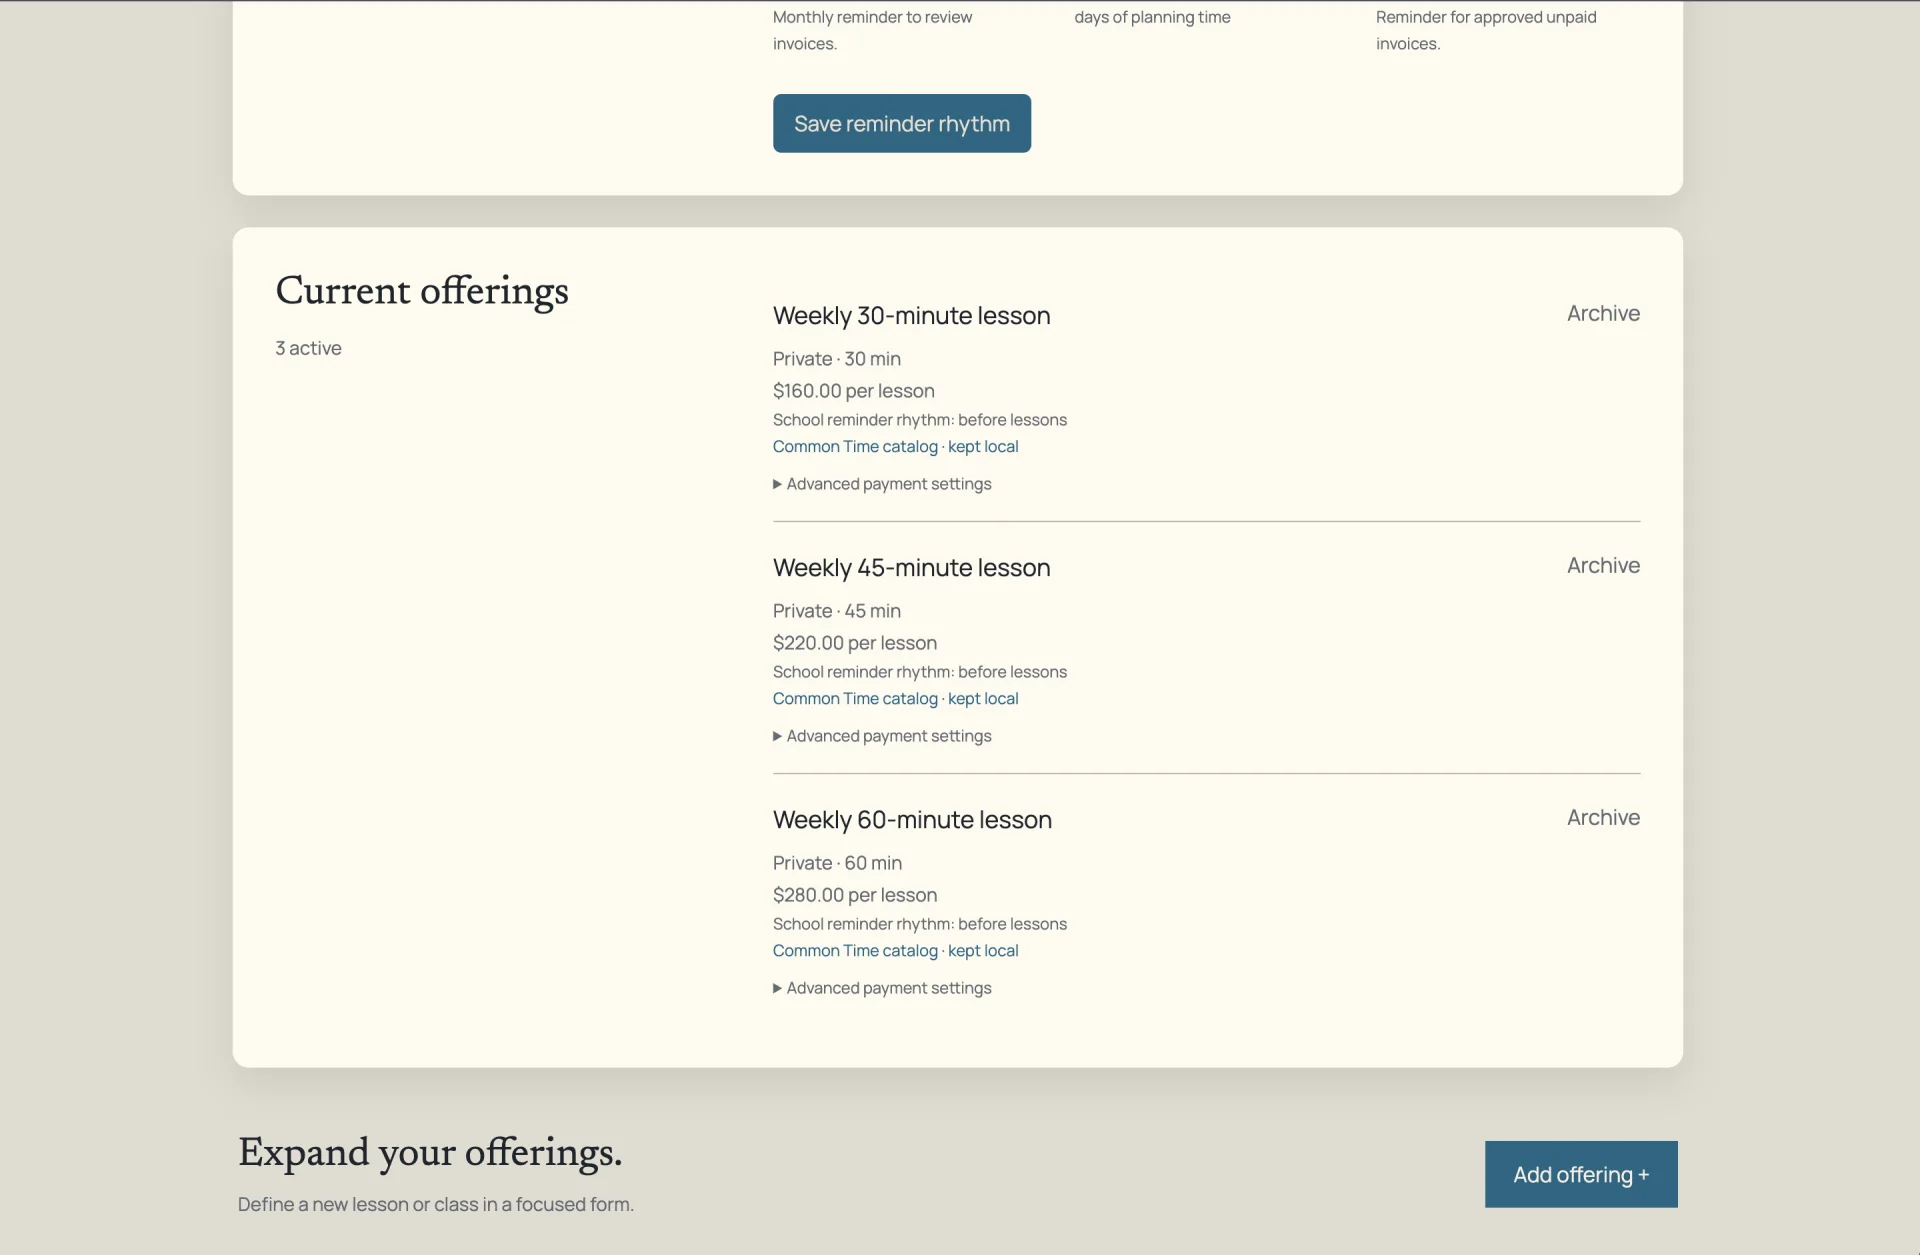 Monthly reminder to review
invoices.
days of planning time
Reminder for approved unpaid
invoices.
Save reminder rhythm
Current offerings
3 active
Weekly 30-minute lesson
Archive
Private · 30 min
$160.00 per lesson
School reminder rhythm: before lessons
Common Time catalog · kept local
▶ Advanced payment settings
Weekly 45-minute lesson
Archive
Private · 45 min
$220.00 per lesson
School reminder rhythm: before lessons
Common Time catalog · kept local
▶ Advanced payment settings
Weekly 60-minute lesson
Archive
Private · 60 min
$280.00 per lesson
School reminder rhythm: before lessons
Common Time catalog · kept local
▶ Advanced payment settings
Expand your offerings.
Define a new lesson or class in a focused form.
Add offering +